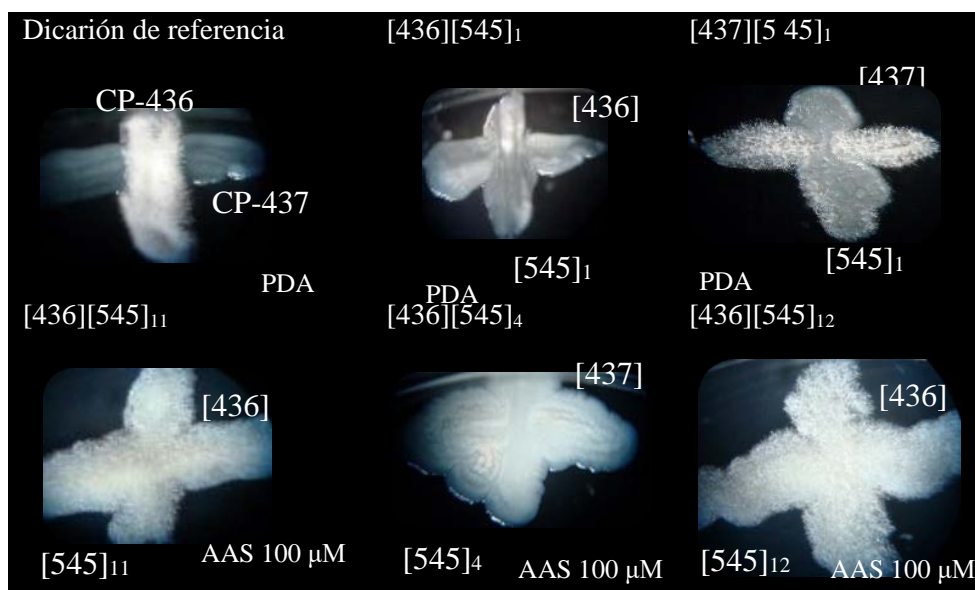 Dicarión de referencia
CP-436
CP-437
PDA
[436][545]1
[436]
[545]1
PDA
[437][5 45]1
[437]
[545]1
PDA
[436][545]11
[436]
[545]11
AAS 100 µM
[436][545]4
[437]
[545]4
AAS 100 µM
[436][545]12
[436]
[545]12
AAS 100 µM